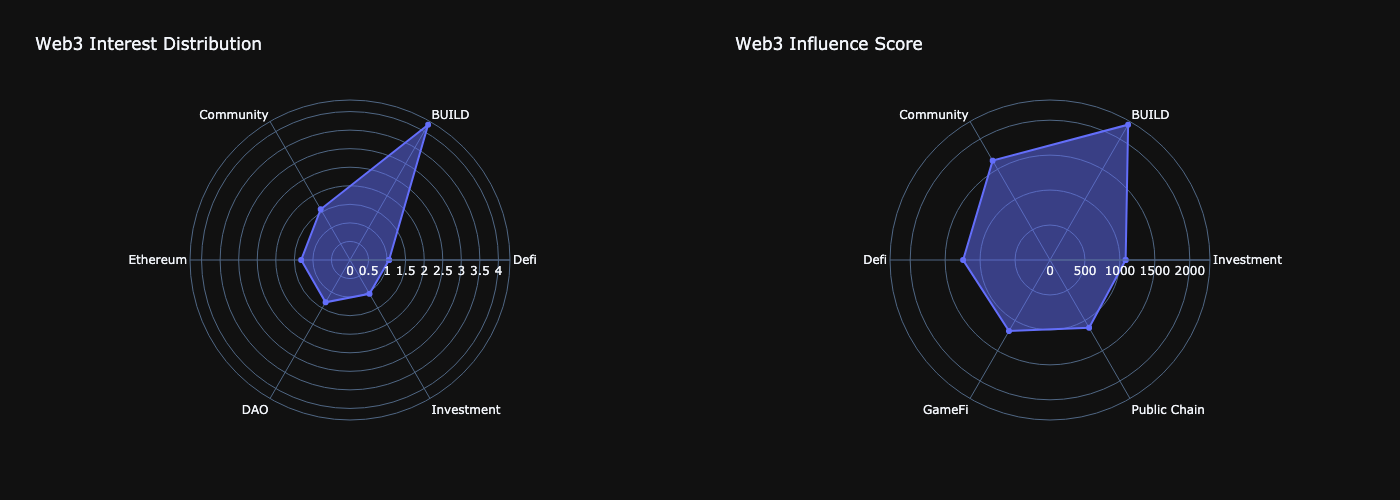 Web3 Interest Distribution
Community
BUILD
Ethereum
Defi
0 0.5 1 1.5 2 2.5 3 3.5 4
DAO
Investment
Web3 Influence Score
Community
BUILD
Defi
Investment
0 500 1000 1500 2000
GameFi
Public Chain